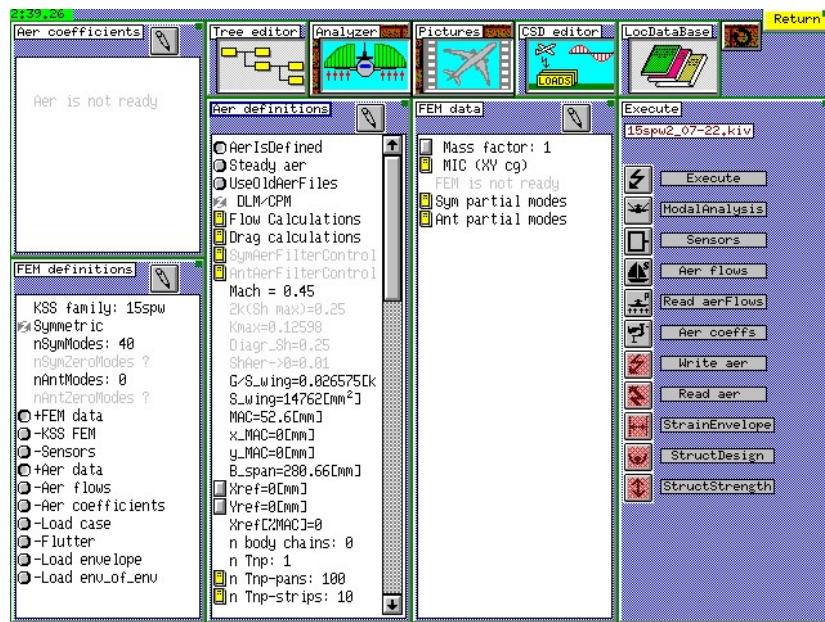 2:39.26
Return
Aer coefficients
Aer is not ready
FEM definitions
KSS family: 15spw
Symmetric
nSymModes: 40
nSymZeroModes ?
nAntModes: 0
nAntZeroModes ?
+FEM data
-KSS FEM
-Sensors
+Aer data
-Aer flows
-Aer coefficients
-Load case
-Flutter
-Load envelope
-Load env_of_env
Tree editor
Analyzer
Pictures
CSD editor
LOADS
LocDataBase
Aer definitions
AerIsDefined
Steady aer
UseOldAerFiles
DLM/CPM
Flow Calculations
Drag calculations
SymAerFilterControl
AntAerFilterControl
Mach = 0.45
2k(Sh max)=0.25
Kmax=0.12598
Diagr_Sh=0.25
ShAer->0=0.01
G/S_wing=0.026575[k
S_wing=14762[mm²]
MAC=52.6[mm]
x_MAC=0[mm]
y_MAC=0[mm]
B_span=280.66[mm]
Xref=0[mm]
Yref=0[mm]
Xref[%MAC]=0
n body chains: 0
n Tnp: 1
n Tnp-pans: 100
n Tnp-strips: 10
FEM data
Mass factor: 1
MIC (XY cg)
FEM is not ready
Sym partial modes
Ant partial modes
Execute
15spw2_07-22.kiv
Execute
ModalAnalysis
Sensors
Aer flows
Read aerFlows
Aer coeffs
Write aer
Read aer
StrainEnvelope
StructDesign
StructStrength